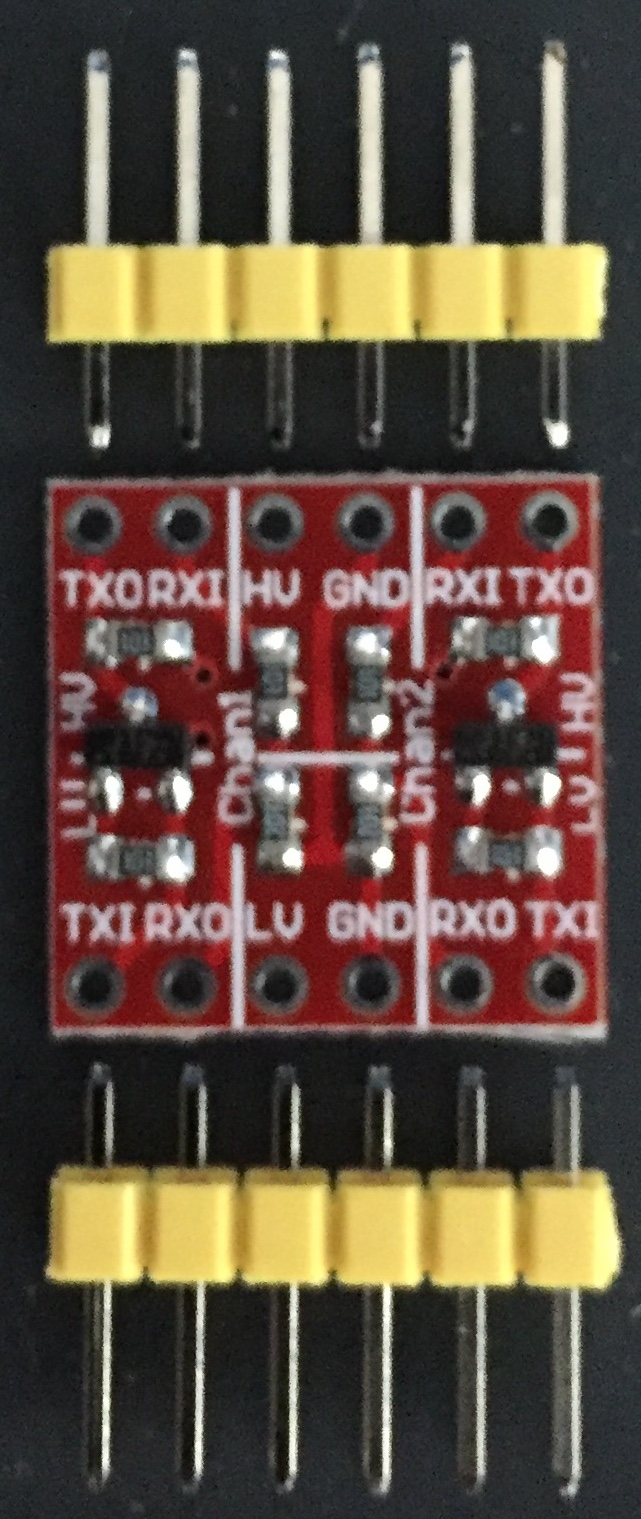 TXO RXI HV GND RXI TXO
HV
LV
Chan1
Chan2
LV HV
TXI RXO LV GND RXO TXI